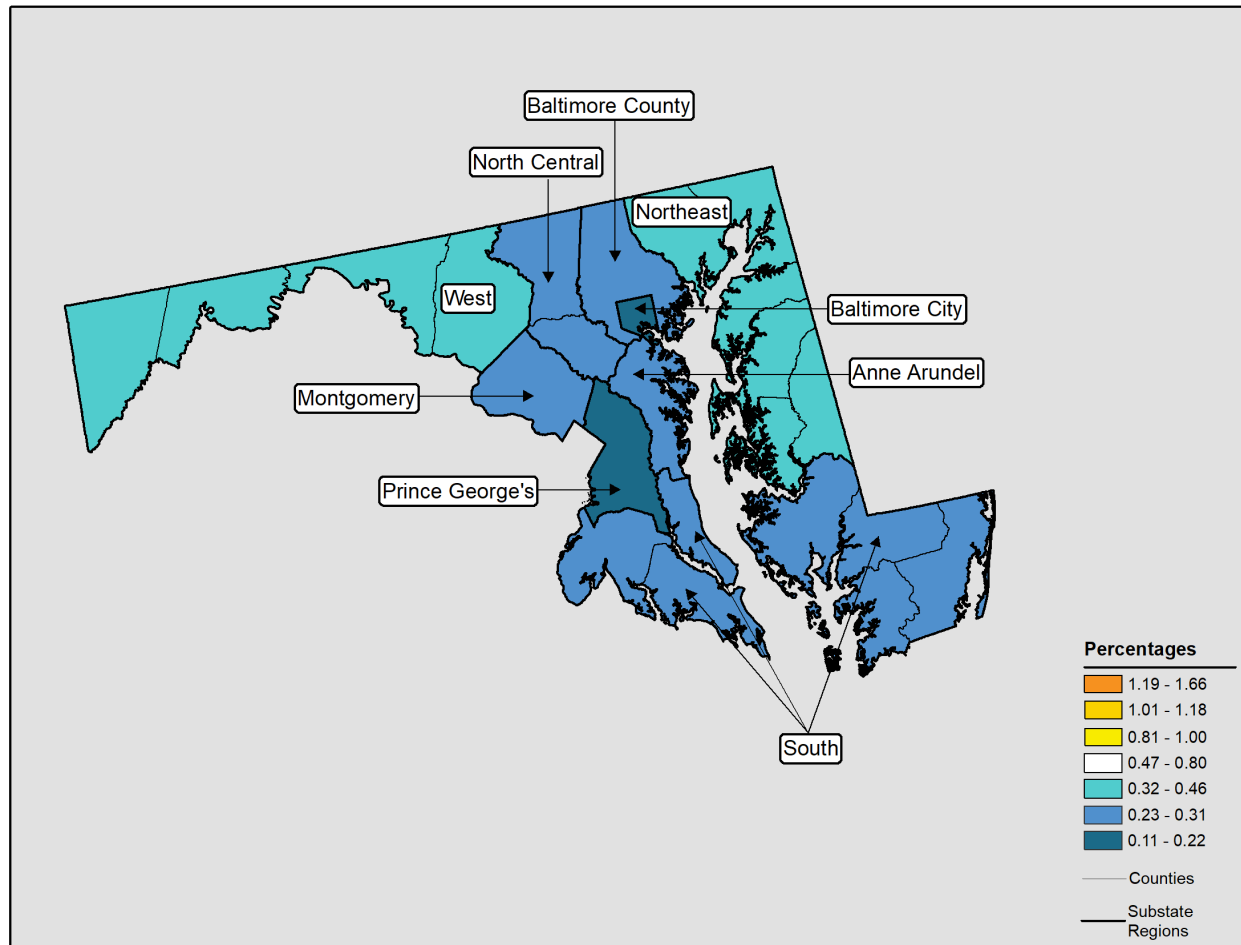 Baltimore County
North Central
Northeast
West
Baltimore City
Anne Arundel
Montgomery
Prince George's
South
Percentages
1.19 - 1.66
1.01 - 1.18
0.81 - 1.00
0.47 - 0.80
0.32 - 0.46
0.23 - 0.31
0.11 - 0.22
Counties
Substate
Regions